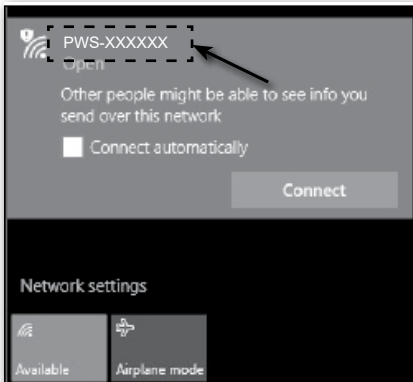 PWS-XXXXXX
Open
Other people might be able to see info you
send over this network
Connect automatically
Connect
Network settings
Available
Airplane mode